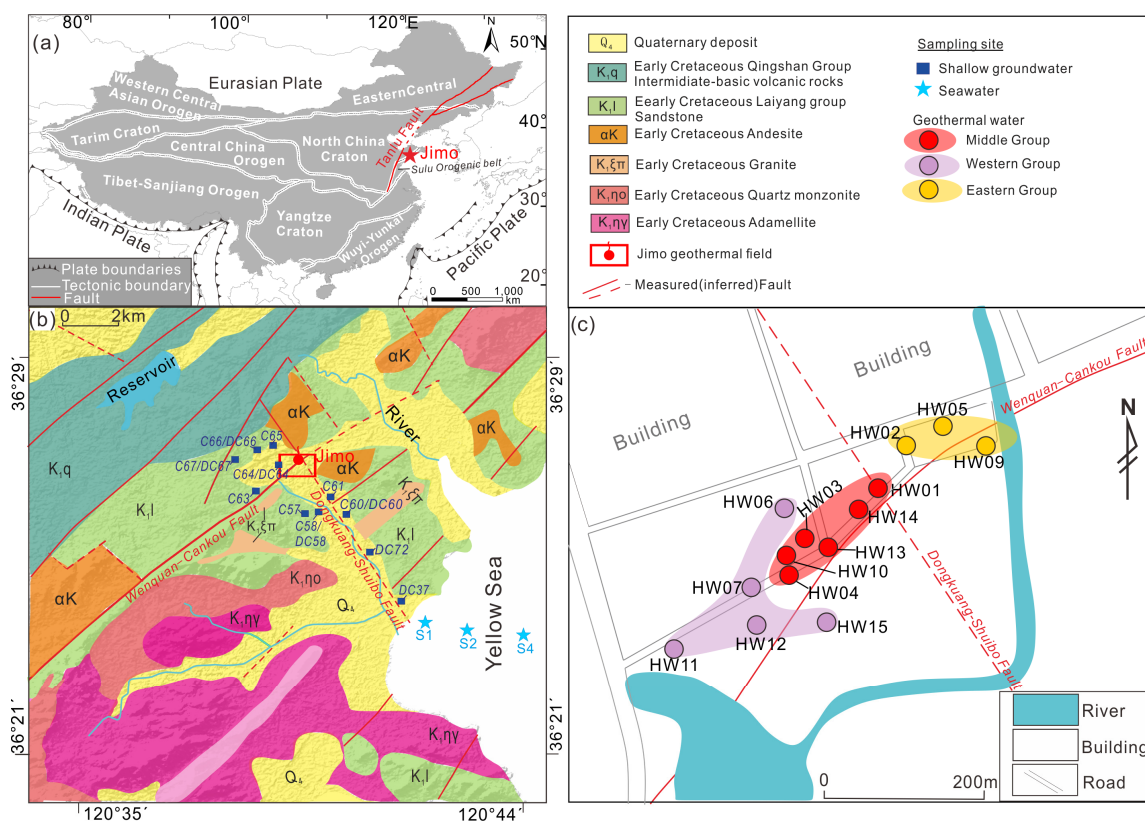 80°
100°
120°E
N
(a)
50°N
Eurasian Plate
Western Central
Asian Orogen
EasternCentral
40°
Tarim Craton
North China
Craton
Central China
Orogen
Tanlu Fault
Jimo
Sulu Orogenic belt
Tibet-Sanjiang Orogen
30°
Yangtze
Craton
Indian Plate
Wuyi-Yunkai
Orogen
Pacific Plate
Plate boundaries
Tectonic boundary
Fault
20°
0 500 1,000
km
Q₄ Quaternary deposit
K₁q Early Cretaceous Qingshan Group
Intermidiate-basic volcanic rocks
K₁l Eearly Cretaceous Laiyang group
Sandstone
αK Early Cretaceous Andesite
K₁ξπ Early Cretaceous Granite
K₁ηo Early Cretaceous Quartz monzonite
K₁ηγ Early Cretaceous Adamellite
Jimo geothermal field
Measured(inferred)Fault
Sampling site
Shallow groundwater
Seawater
Geothermal water
Middle Group
Western Group
Eastern Group
(b)
0 2km
36°29′
36°29′
αK
Reservoir
αK
River
αK
C66/DC66
C65
K₁q
C67/DC67
C64/DC64
Jimo
αK
C63
C61
K₁ξπ
K₁l
C57
C60/DC60
C58/
DC58
K₁ξπ
K₁l
DC72
Wenquan-Cankou Fault
Dongkuang-Shuibo Fault
αK
K₁ηo
DC37
Q₄
K₁ηγ
S1
S2
S4
Yellow Sea
36°21′
36°21′
K₁ηγ
Q₄
K₁l
120°35′
120°44′
(c)
Building
Building
Wenquan-Cankou Fault
N
HW05
HW02
HW09
HW01
HW06
HW03
HW14
HW13
HW10
HW07
HW04
HW12
HW15
HW11
Dongkuang-Shuibo Fault
0 200m
River
Building
Road